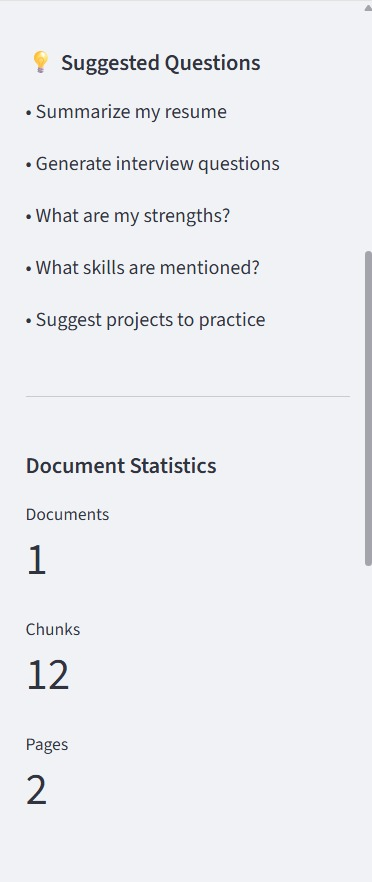 💡 Suggested Questions
• Summarize my resume
• Generate interview questions
• What are my strengths?
• What skills are mentioned?
• Suggest projects to practice
Document Statistics
Documents
1
Chunks
12
Pages
2